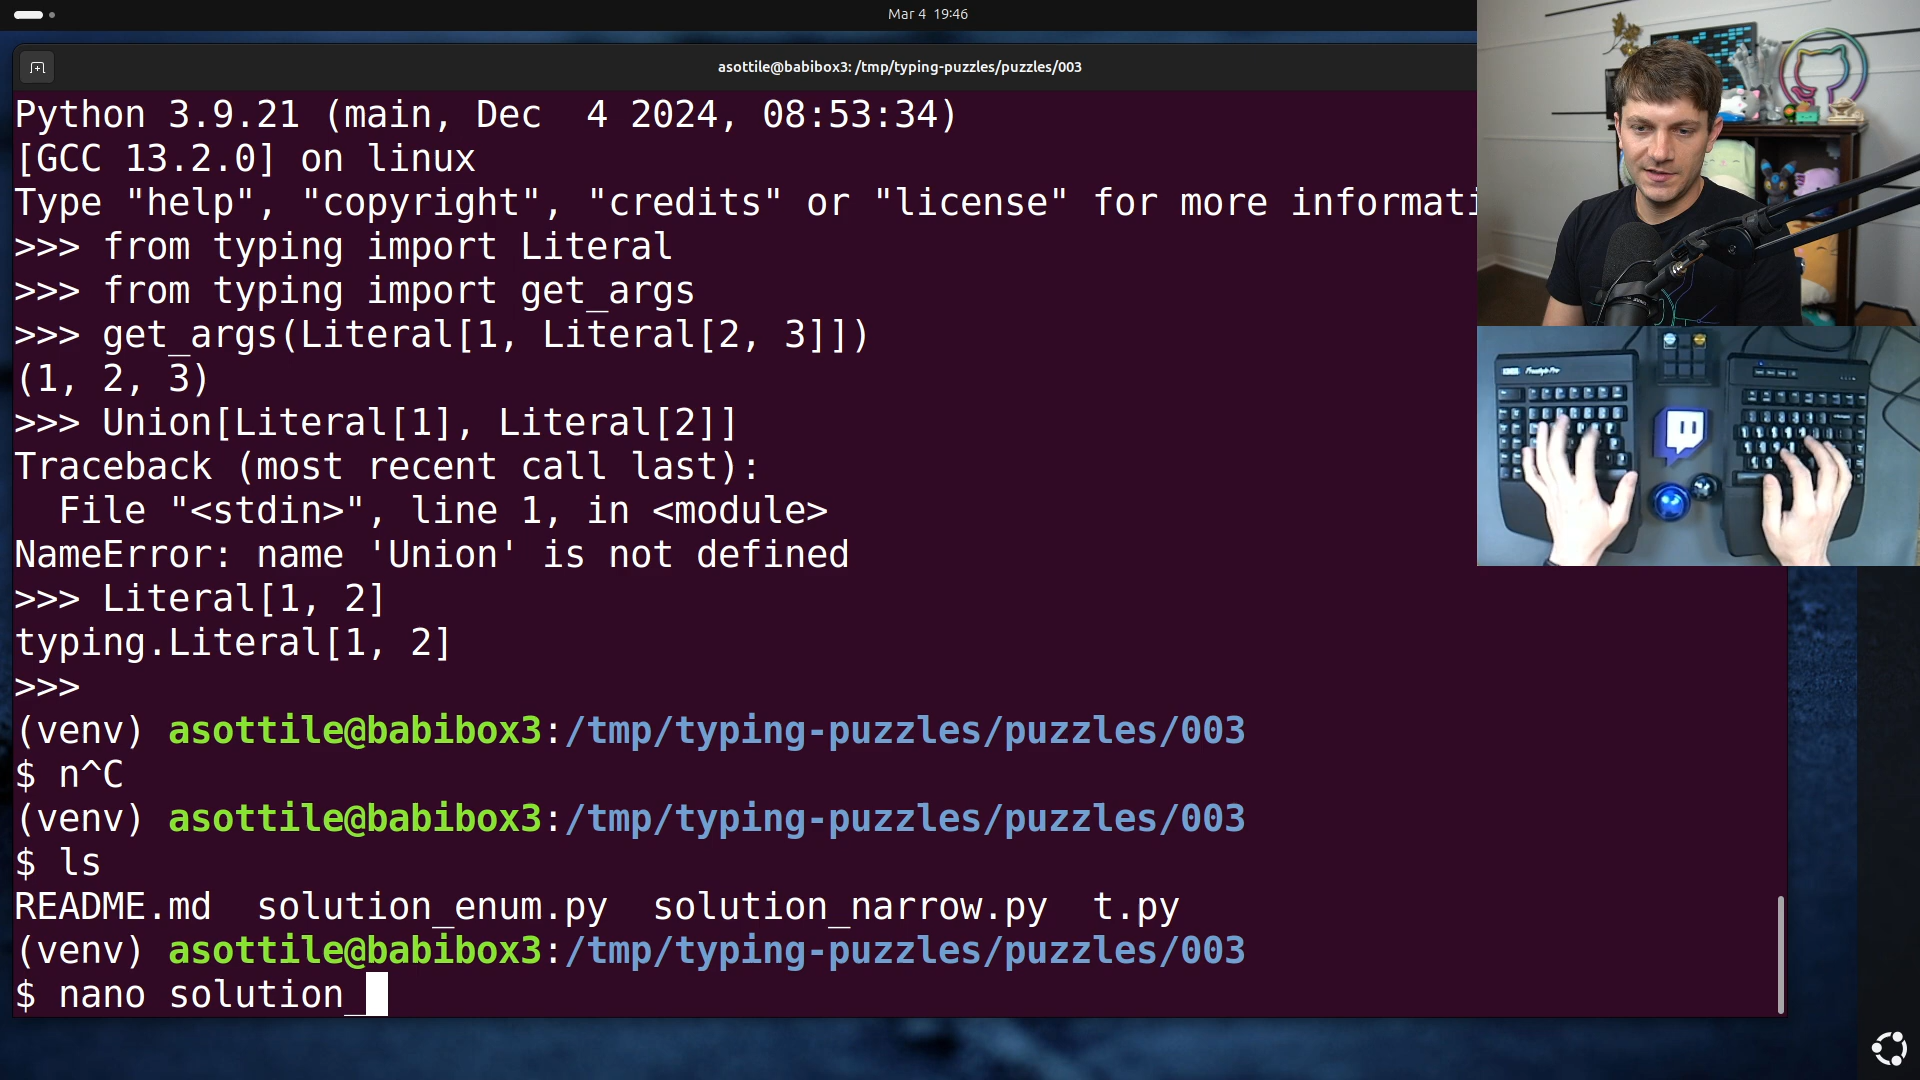 Mar 4 19:46
asottile@babibox3: /tmp/typing-puzzles/puzzles/003
Python 3.9.21 (main, Dec  4 2024, 08:53:34)
[GCC 13.2.0] on linux
Type "help", "copyright", "credits" or "license" for more informati
>>> from typing import Literal
>>> from typing import get_args
>>> get_args(Literal[1, Literal[2, 3]])
(1, 2, 3)
>>> Union[Literal[1], Literal[2]]
Traceback (most recent call last):
  File "<stdin>", line 1, in <module>
NameError: name 'Union' is not defined
>>> Literal[1, 2]
typing.Literal[1, 2]
>>>
(venv) asottile@babibox3:/tmp/typing-puzzles/puzzles/003
$ n^C
(venv) asottile@babibox3:/tmp/typing-puzzles/puzzles/003
$ ls
README.md  solution_enum.py  solution_narrow.py  t.py
(venv) asottile@babibox3:/tmp/typing-puzzles/puzzles/003
$ nano solution_